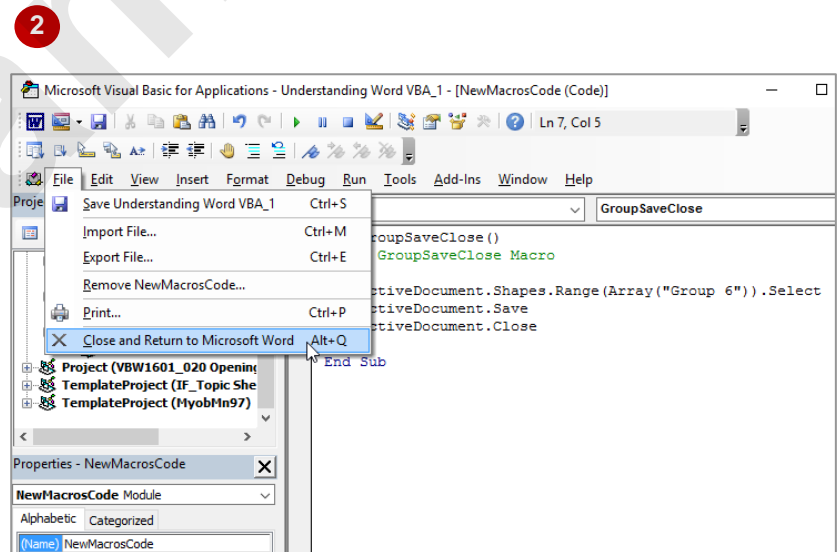 2
Microsoft Visual Basic for Applications - Understanding Word VBA_1 - [NewMacrosCode (Code)]
Ln 7, Col 5
File Edit View Insert Format Debug Run Tools Add-Ins Window Help
Proje
GroupSaveClose
Save Understanding Word VBA_1 Ctrl+S
Import File... Ctrl+M
Export File... Ctrl+E
Remove NewMacrosCode...
Print... Ctrl+P
Close and Return to Microsoft Word Alt+Q
roupSaveClose()
GroupSaveClose Macro
ctiveDocument.Shapes.Range(Array("Group 6")).Select
ctiveDocument.Save
ctiveDocument.Close
End Sub
Project (VBW1601_020 Opening
TemplateProject (IF_Topic She
TemplateProject (MyobMn97)
Properties - NewMacrosCode
NewMacrosCode Module
Alphabetic Categorized
(Name) NewMacrosCode